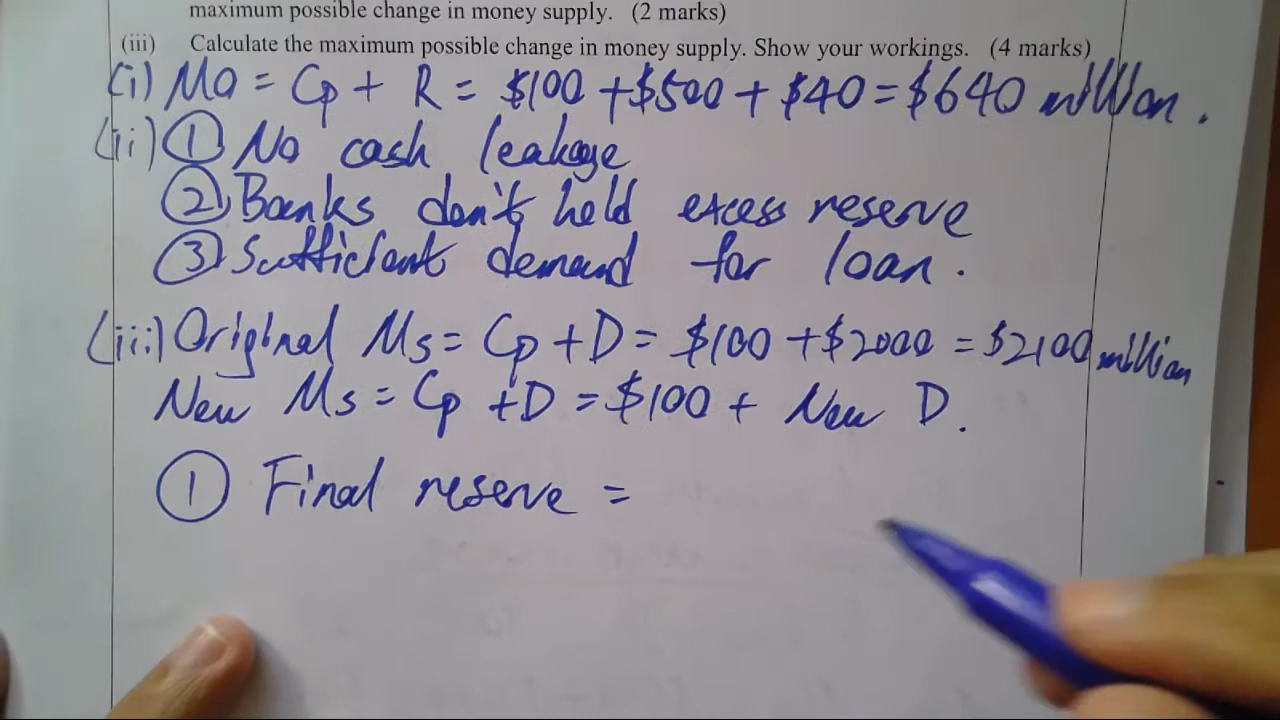 maximum possible change in money supply. (2 marks)
(iii) Calculate the maximum possible change in money supply. Show your workings. (4 marks)
(i) Ma = Cp + R = $100 + $500 + $40 = $640 million.
(ii) ① No cash leakage
② Banks don't hold excess reserve
③ Sufficient demand for loan.
(iii) Original Ms = Cp + D = $100 + $2000 = $2100 million
New Ms = Cp + D = $100 + New D.
① Final reserve =